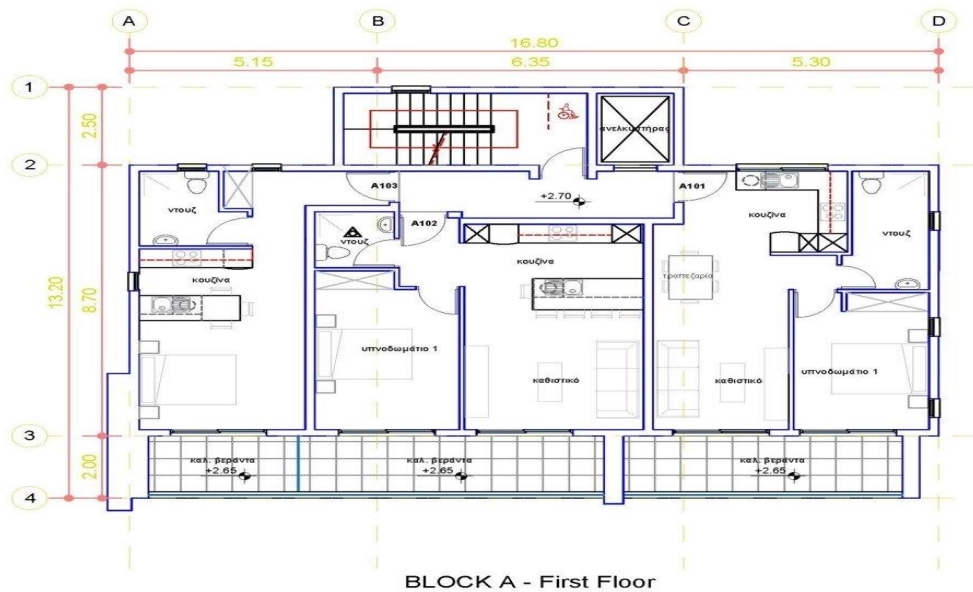 A B C D
16.80
5.15 6.35 5.30
1
2.50
ανελκυστήρας
2
A103
+2.70
A101
ντουζ
A102
κουζίνα
ντουζ
ντουζ
κουζίνα
κουζίνα
τραπεζαρία
13.20
8.70
υπνοδωμάτιο 1
καθιστικό
καθιστικό
υπνοδωμάτιο 1
3
καλ. βεράντα
+2.65
καλ. βεράντα
+2.65
καλ. βεράντα
+2.65
2.00
4
BLOCK A - First Floor